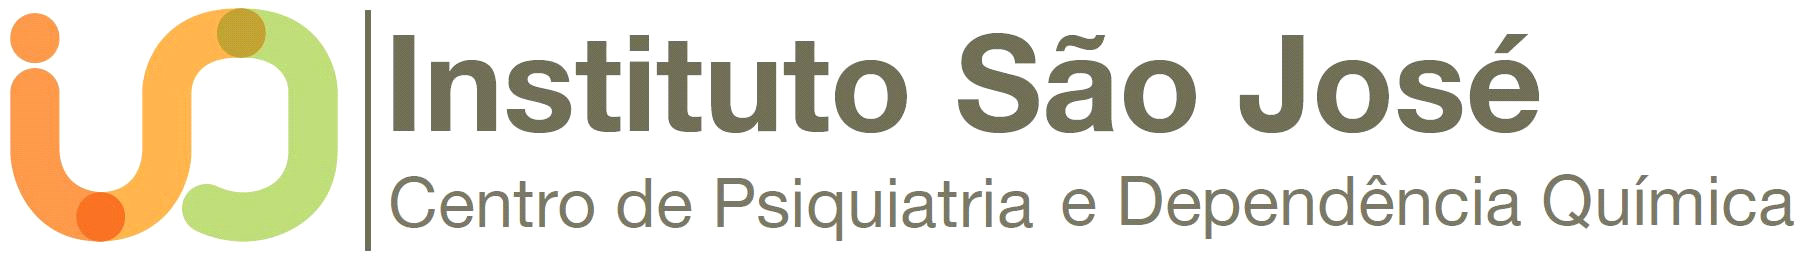 Instituto São José
Centro de Psiquiatria e Dependência Química